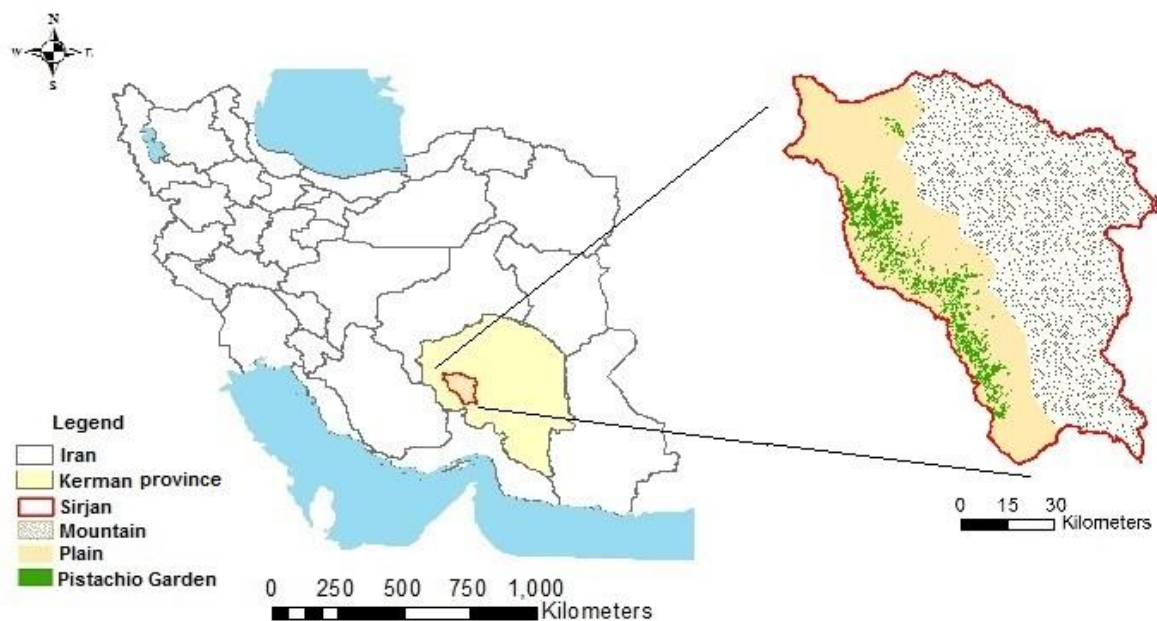 N
W E
S
Legend
Iran
Kerman province
Sirjan
Mountain
Plain
Pistachio Garden
0 250 500 750 1,000
Kilometers
0 15 30
Kilometers